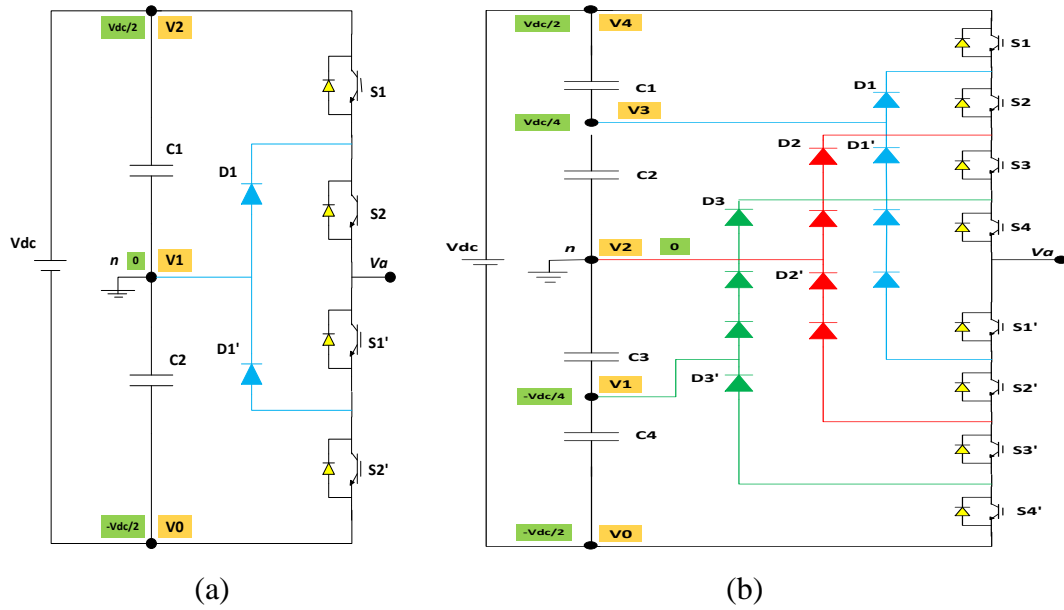 Vdc/2 V2
S1
C1
D1
S2
Vdc
n 0 V1
Va
D1'
S1'
C2
S2'
-Vdc/2 V0
(a)
Vdc/2 V4
S1
C1
D1
S2
V3
Vdc/4
D2 D1'
S3
C2
D3
S4
Vdc
n V2 0
Va
D2'
S1'
C3
V1
D3'
S2'
-Vdc/4
C4
S3'
S4'
-Vdc/2 V0
(b)